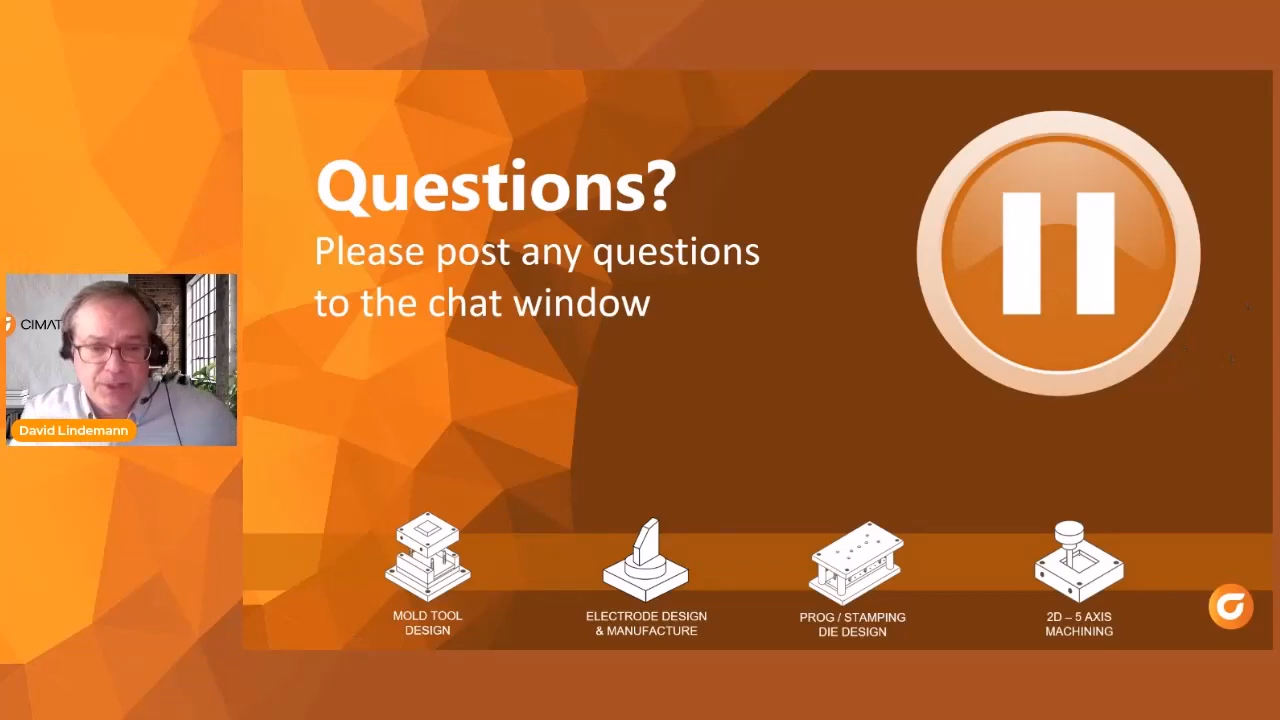 Questions?
Please post any questions
to the chat window
CIMAT
David Lindemann
MOLD TOOL
DESIGN
ELECTRODE DESIGN
& MANUFACTURE
PROG / STAMPING
DIE DESIGN
2D – 5 AXIS
MACHINING